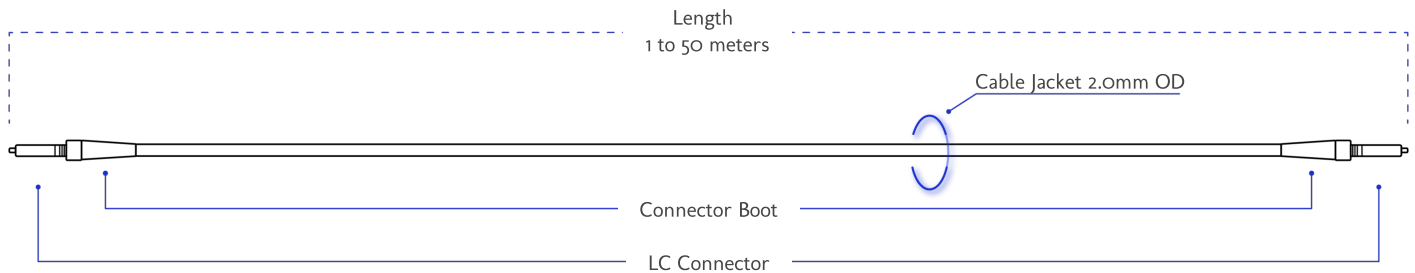 Length
1 to 50 meters
Cable Jacket 2.0mm OD
Connector Boot
LC Connector